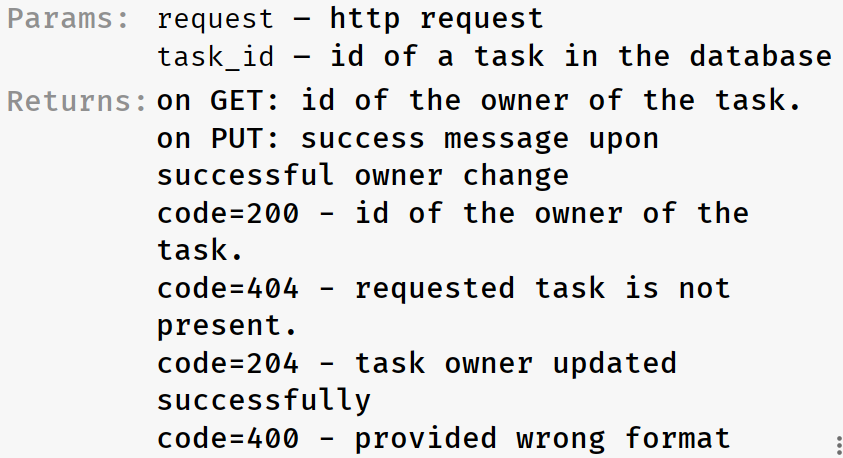 Params: request – http request
task_id – id of a task in the database
Returns: on GET: id of the owner of the task.
on PUT: success message upon
successful owner change
code=200 - id of the owner of the
task.
code=404 - requested task is not
present.
code=204 - task owner updated
successfully
code=400 - provided wrong format